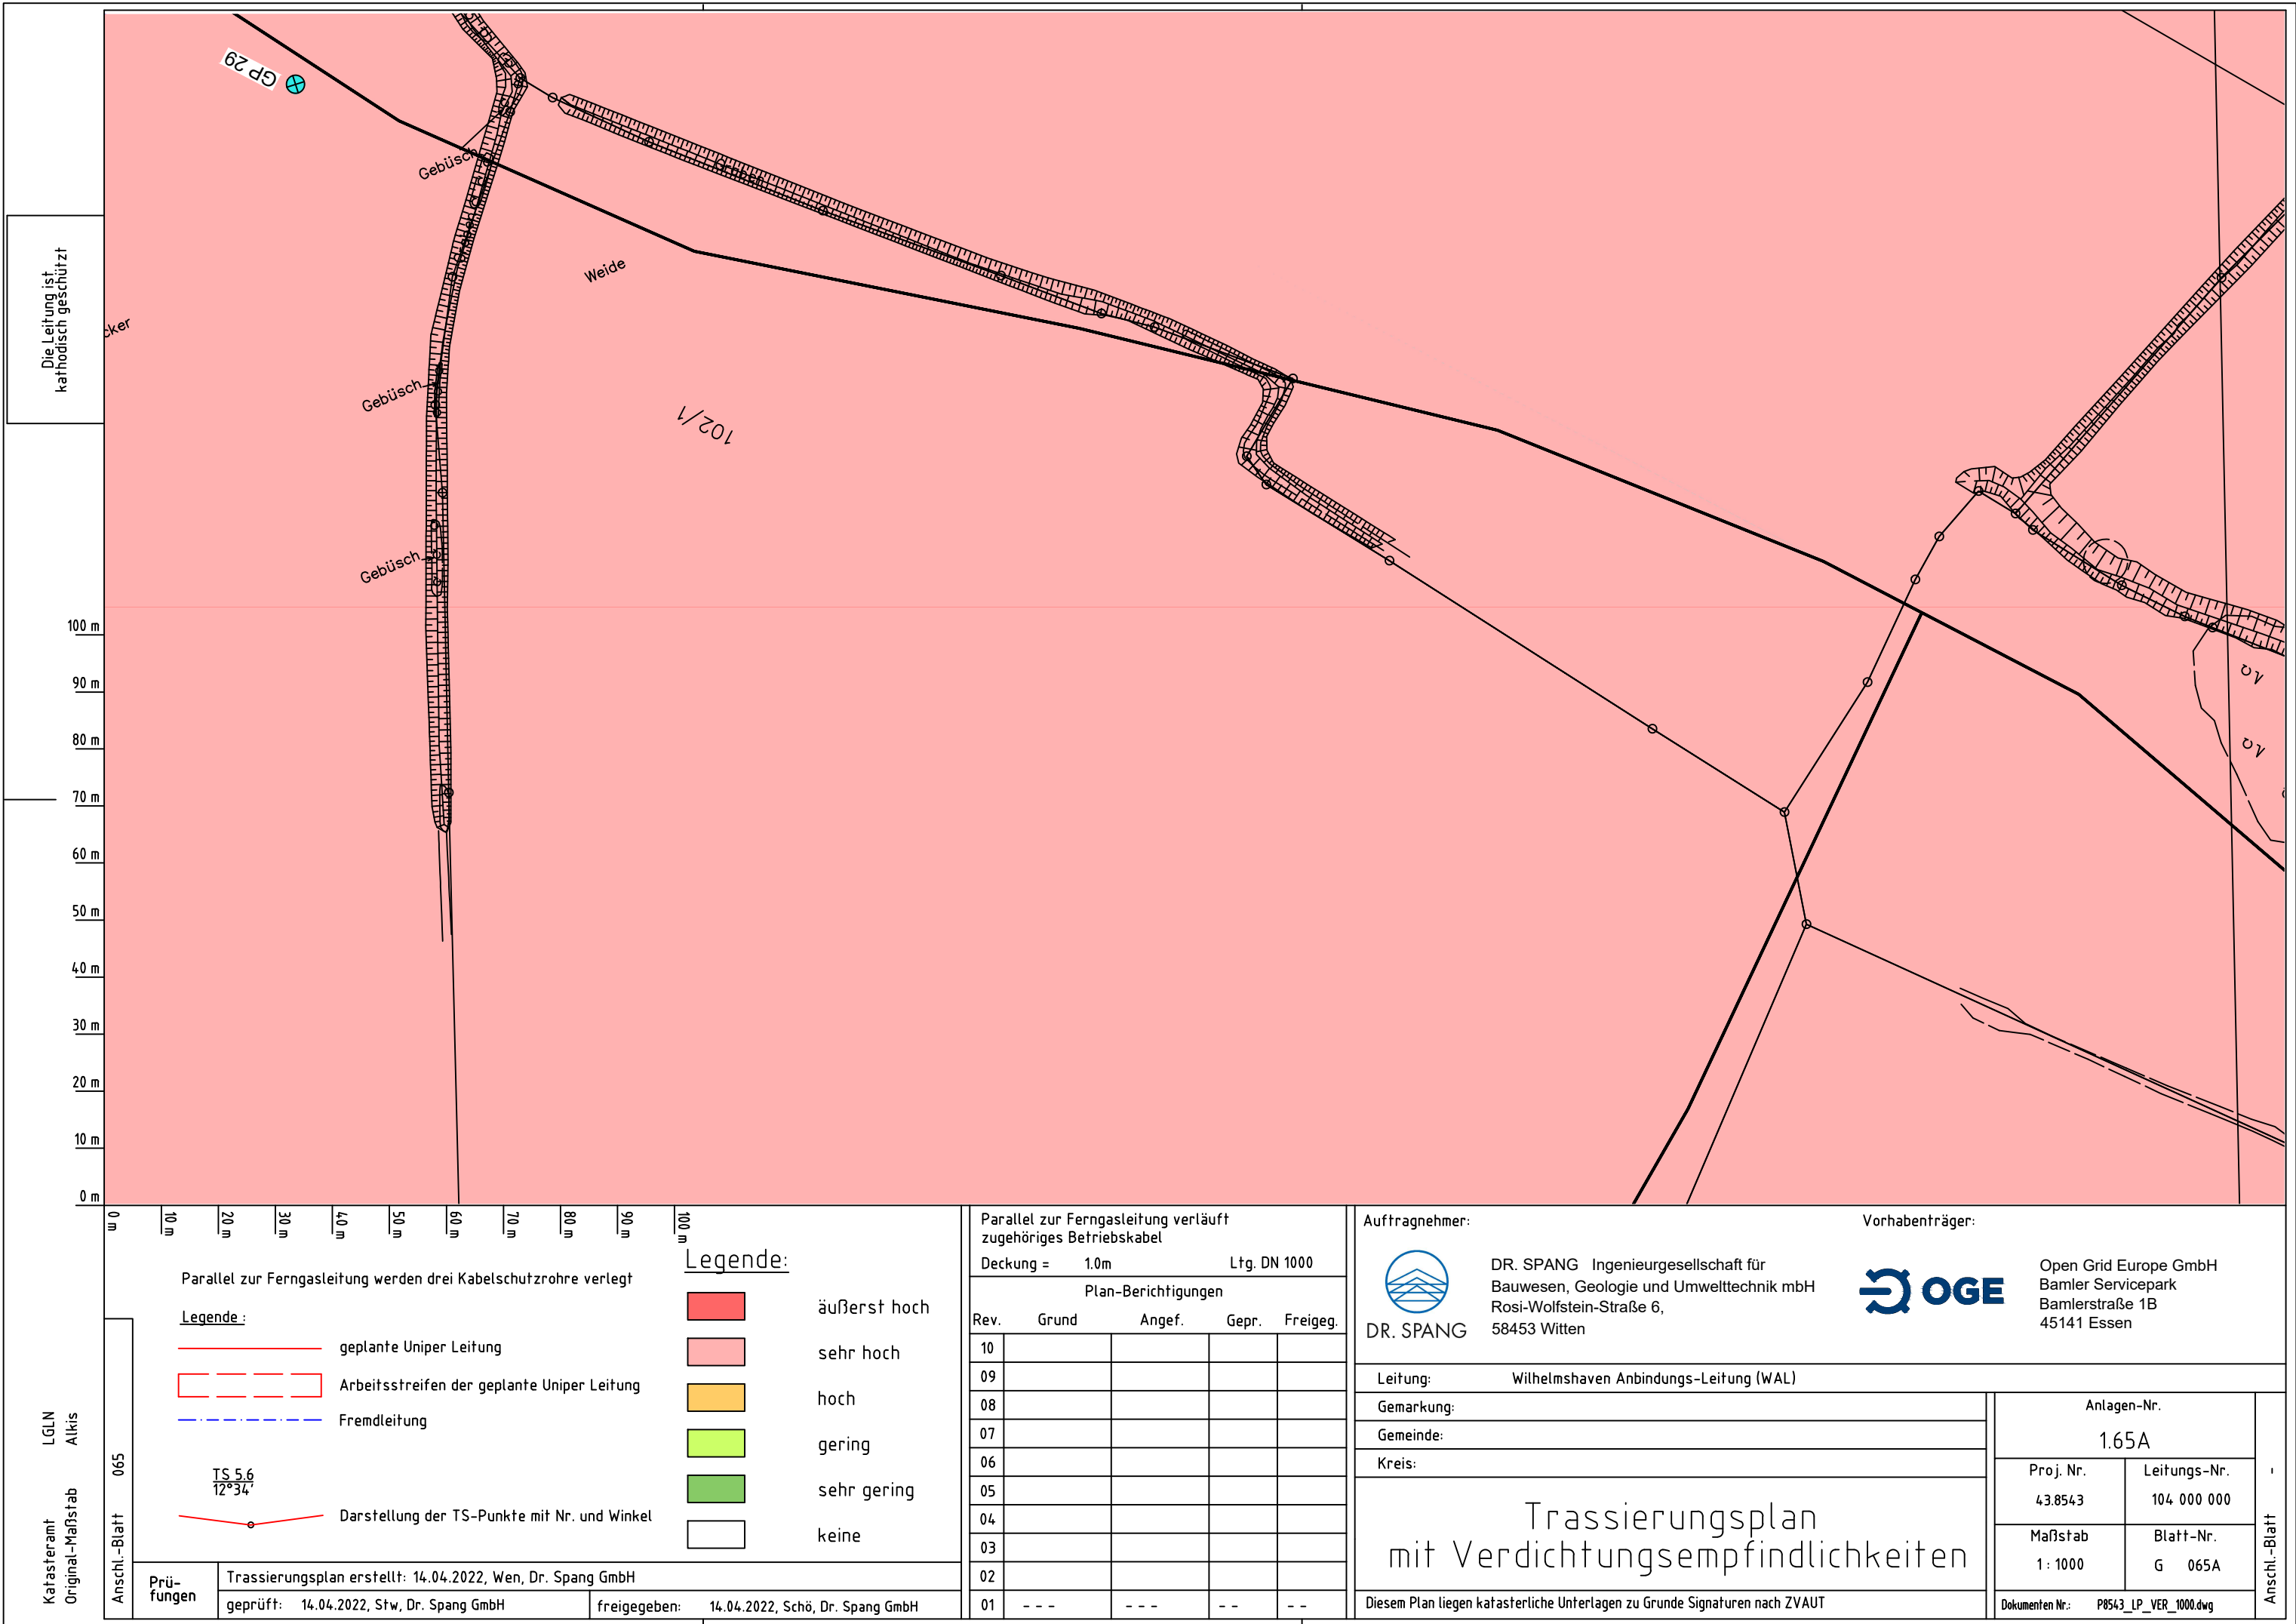 GP 29
Gebüsch
Graben
Weide
cker
Gebüsch
102/1
Gebüsch
Graben
Die Leitung ist
kathodisch geschützt
100 m
90 m
80 m
70 m
60 m
50 m
40 m
30 m
20 m
10 m
0 m
0 m
10 m
20 m
30 m
40 m
50 m
60 m
70 m
80 m
90 m
100 m
Parallel zur Ferngasleitung werden drei Kabelschutzrohre verlegt
Legende :
geplante Uniper Leitung
Arbeitsstreifen der geplante Uniper Leitung
Fremdleitung
TS 5.6
12°34'
Darstellung der TS-Punkte mit Nr. und Winkel
Legende:
äußerst hoch
sehr hoch
hoch
gering
sehr gering
keine
Katasteramt LGLN
Original-Maßstab Alkis
Anschl.-Blatt 065
Prü-
fungen
Trassierungsplan erstellt: 14.04.2022, Wen, Dr. Spang GmbH
geprüft: 14.04.2022, Stw, Dr. Spang GmbH
freigegeben: 14.04.2022, Schö, Dr. Spang GmbH
Parallel zur Ferngasleitung verläuft
zugehöriges Betriebskabel
Deckung = 1.0m Ltg. DN 1000
Plan-Berichtigungen
Rev. Grund Angef. Gepr. Freigeg.
10
09
08
07
06
05
04
03
02
01 - - - - - - - - - -
Auftragnehmer:
DR. SPANG
DR. SPANG Ingenieurgesellschaft für
Bauwesen, Geologie und Umwelttechnik mbH
Rosi-Wolfstein-Straße 6,
58453 Witten
Vorhabenträger:
OGE
Open Grid Europe GmbH
Bamler Servicepark
Bamlerstraße 1B
45141 Essen
Leitung: Wilhelmshaven Anbindungs-Leitung (WAL)
Gemarkung:
Gemeinde:
Kreis:
Trassierungsplan
mit Verdichtungsempfindlichkeiten
Diesem Plan liegen katasterliche Unterlagen zu Grunde Signaturen nach ZVAUT
Anlagen-Nr.
1.65A
Proj. Nr.
43.8543
Leitungs-Nr.
104 000 000
Maßstab
1 : 1000
Blatt-Nr.
G 065A
Dokumenten Nr.: P8543_LP_VER_1000.dwg
Anschl.-Blatt -